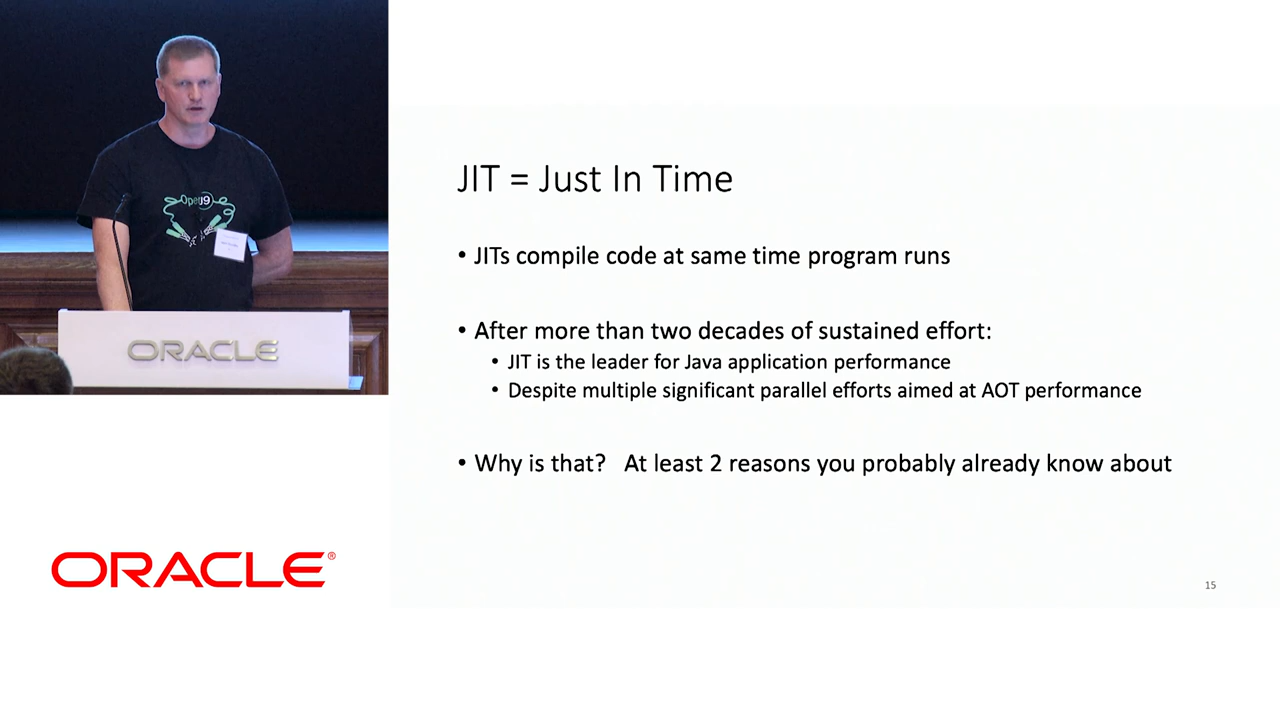 OpenJ9
ORACLE
ORACLE®
JIT = Just In Time
• JITs compile code at same time program runs
• After more than two decades of sustained effort:
• JIT is the leader for Java application performance
• Despite multiple significant parallel efforts aimed at AOT performance
• Why is that? At least 2 reasons you probably already know about
15